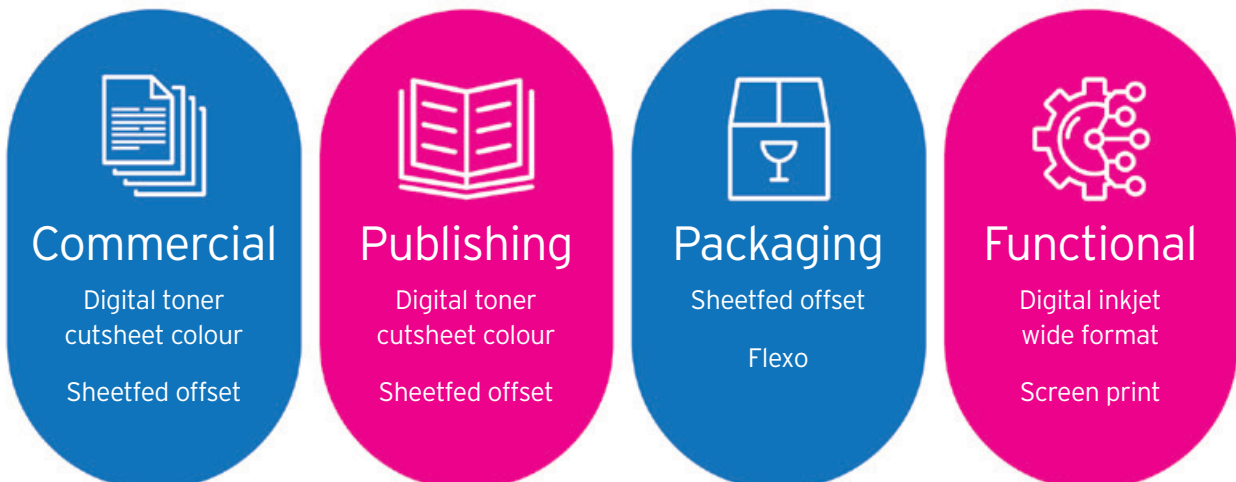 Commercial
Digital toner
cutsheet colour
Sheetfed offset
Publishing
Digital toner
cutsheet colour
Sheetfed offset
Packaging
Sheetfed offset
Flexo
Functional
Digital inkjet
wide format
Screen print